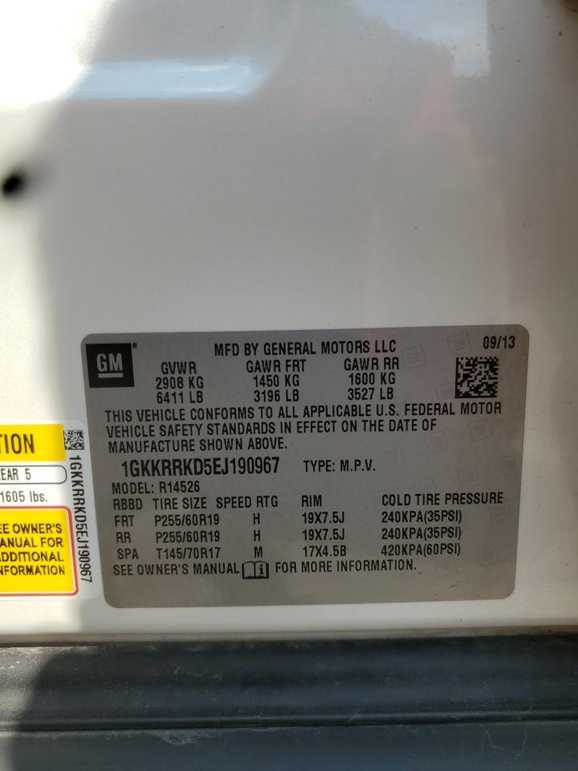 GM
MFD BY GENERAL MOTORS LLC 09/13
GVWR GAWR FRT GAWR RR
2908 KG 1450 KG 1600 KG
6411 LB 3196 LB 3527 LB
THIS VEHICLE CONFORMS TO ALL APPLICABLE U.S. FEDERAL MOTOR
VEHICLE SAFETY STANDARDS IN EFFECT ON THE DATE OF
MANUFACTURE SHOWN ABOVE.
1GKKRRKD5EJ190967 TYPE: M.P.V.
MODEL: R14526
RBBD TIRE SIZE SPEED RTG RIM COLD TIRE PRESSURE
FRT P255/60R19 H 19X7.5J 240KPA(35PSI)
RR P255/60R19 H 19X7.5J 240KPA(35PSI)
SPA T145/70R17 M 17X4.5B 420KPA(60PSI)
SEE OWNER'S MANUAL FOR MORE INFORMATION.
TION
EAR 5
1605 lbs.
EE OWNER'S
MANUAL FOR
ADDITIONAL
NFORMATION
1GKKRRKD5EJ190967